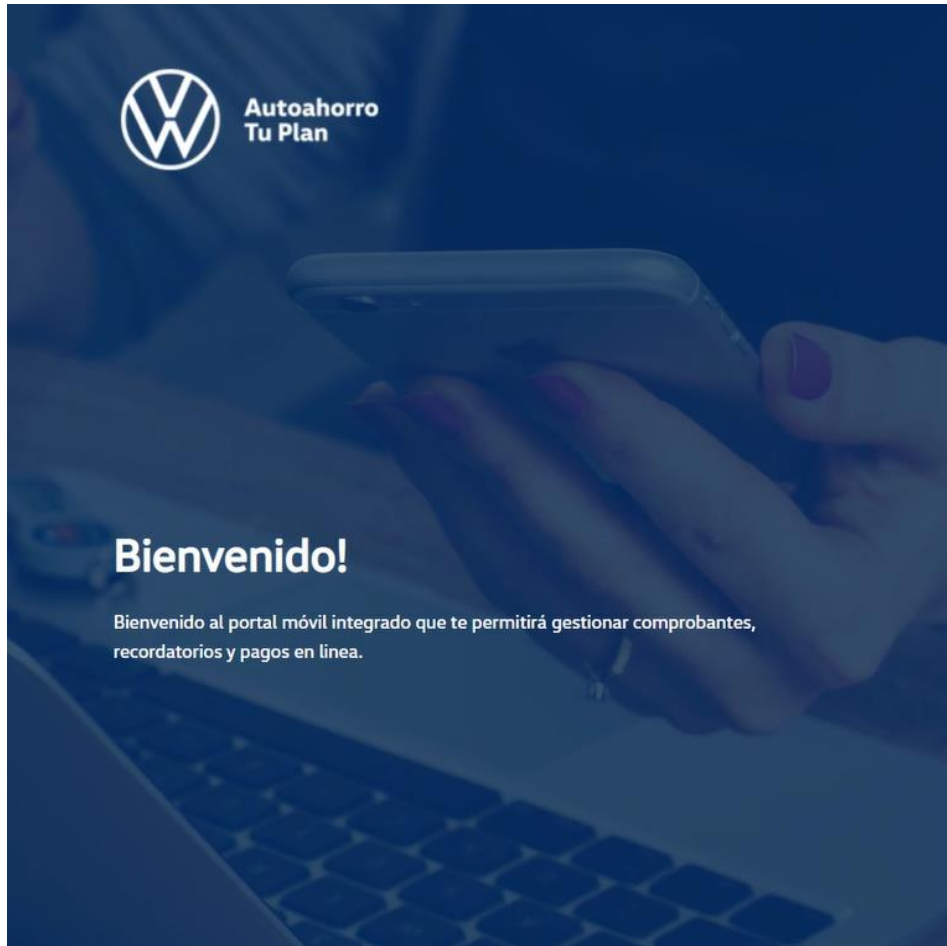 Autoahorro
Tu Plan
Bienvenido!
Bienvenido al portal móvil integrado que te permitirá gestionar comprobantes,
recordatorios y pagos en linea.